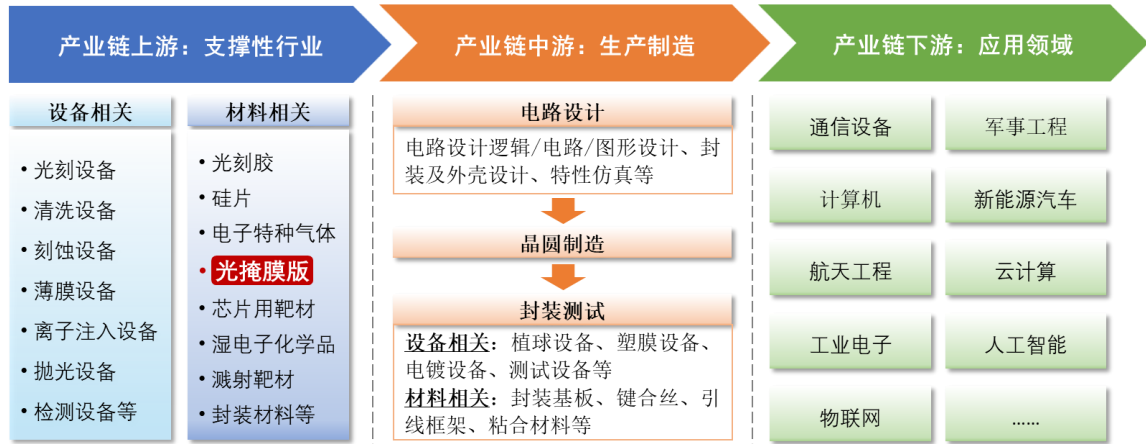 产业链上游：支撑性行业
产业链中游：生产制造
产业链下游：应用领域
设备相关
• 光刻设备
• 清洗设备
• 刻蚀设备
• 薄膜设备
• 离子注入设备
• 抛光设备
• 检测设备等
材料相关
• 光刻胶
• 硅片
• 电子特种气体
• 光掩膜版
• 芯片用靶材
• 湿电子化学品
• 溅射靶材
• 封装材料等
电路设计
电路设计逻辑/电路/图形设计、封
装及外壳设计、特性仿真等
晶圆制造
封装测试
设备相关：植球设备、塑膜设备、
电镀设备、测试设备等
材料相关：封装基板、键合丝、引
线框架、粘合材料等
通信设备
军事工程
计算机
新能源汽车
航天工程
云计算
工业电子
人工智能
物联网
......